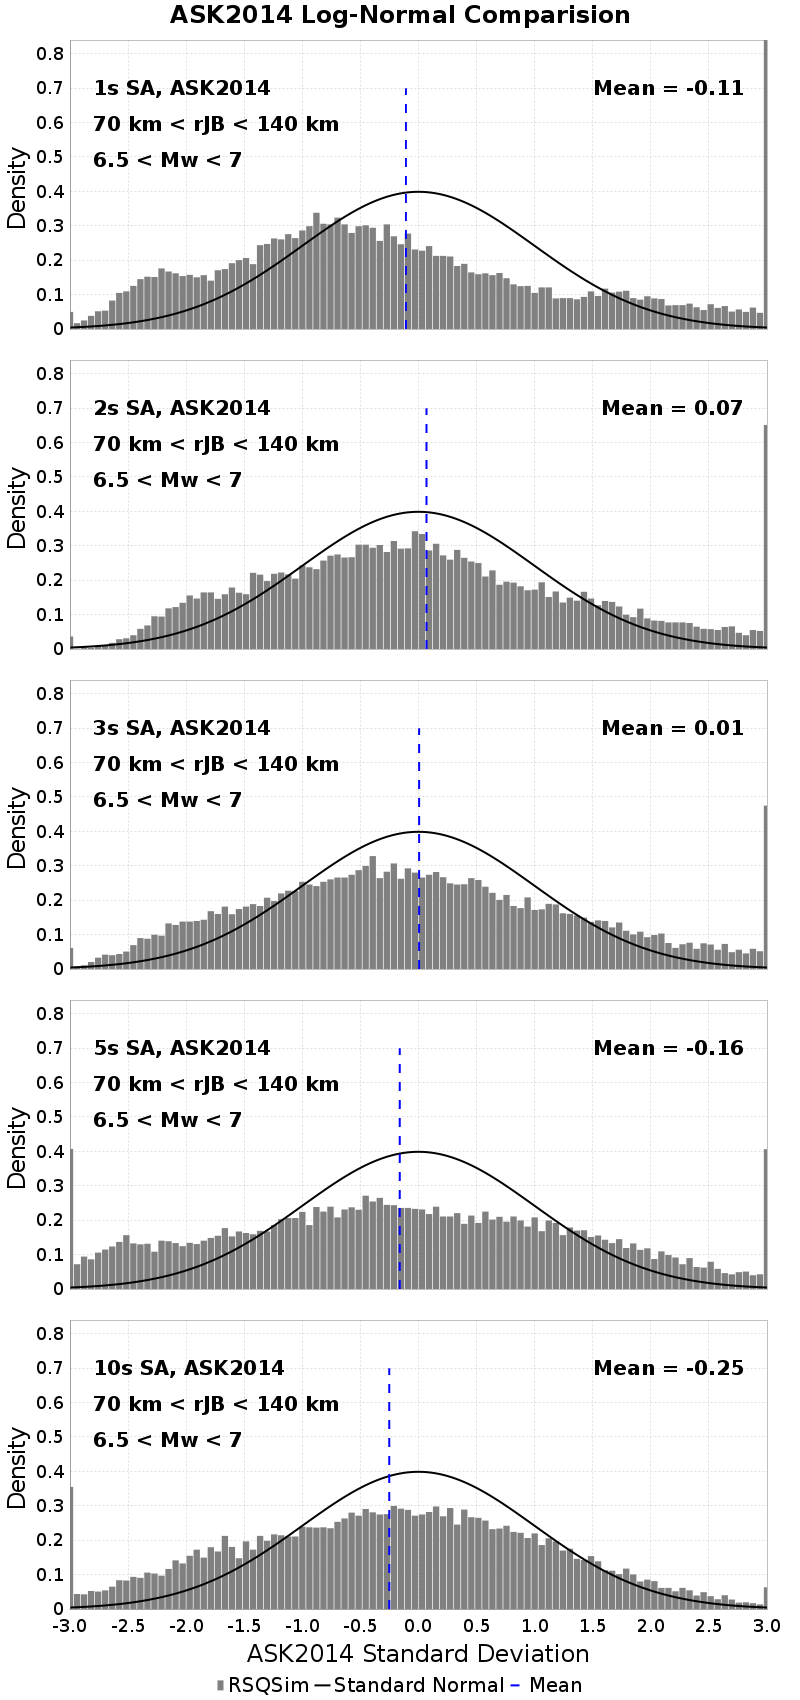 ASK2014 Log-Normal Comparision
0.8
1s SA, ASK2014 Mean = -0.11
0.7
70 km < rJB < 140 km
0.6
6.5 < Mw < 7
0.5
0.4
0.3
0.2
0.1
0
Density
0.8
2s SA, ASK2014 Mean = 0.07
0.7
70 km < rJB < 140 km
0.6
6.5 < Mw < 7
0.5
0.4
0.3
0.2
0.1
0
Density
0.8
3s SA, ASK2014 Mean = 0.01
0.7
70 km < rJB < 140 km
0.6
6.5 < Mw < 7
0.5
0.4
0.3
0.2
0.1
0
Density
0.8
5s SA, ASK2014 Mean = -0.16
0.7
70 km < rJB < 140 km
0.6
6.5 < Mw < 7
0.5
0.4
0.3
0.2
0.1
0
Density
0.8
10s SA, ASK2014 Mean = -0.25
0.7
70 km < rJB < 140 km
0.6
6.5 < Mw < 7
0.5
0.4
0.3
0.2
0.1
0
Density
-3.0 -2.5 -2.0 -1.5 -1.0 -0.5 0.0 0.5 1.0 1.5 2.0 2.5 3.0
ASK2014 Standard Deviation
RSQSim Standard Normal Mean